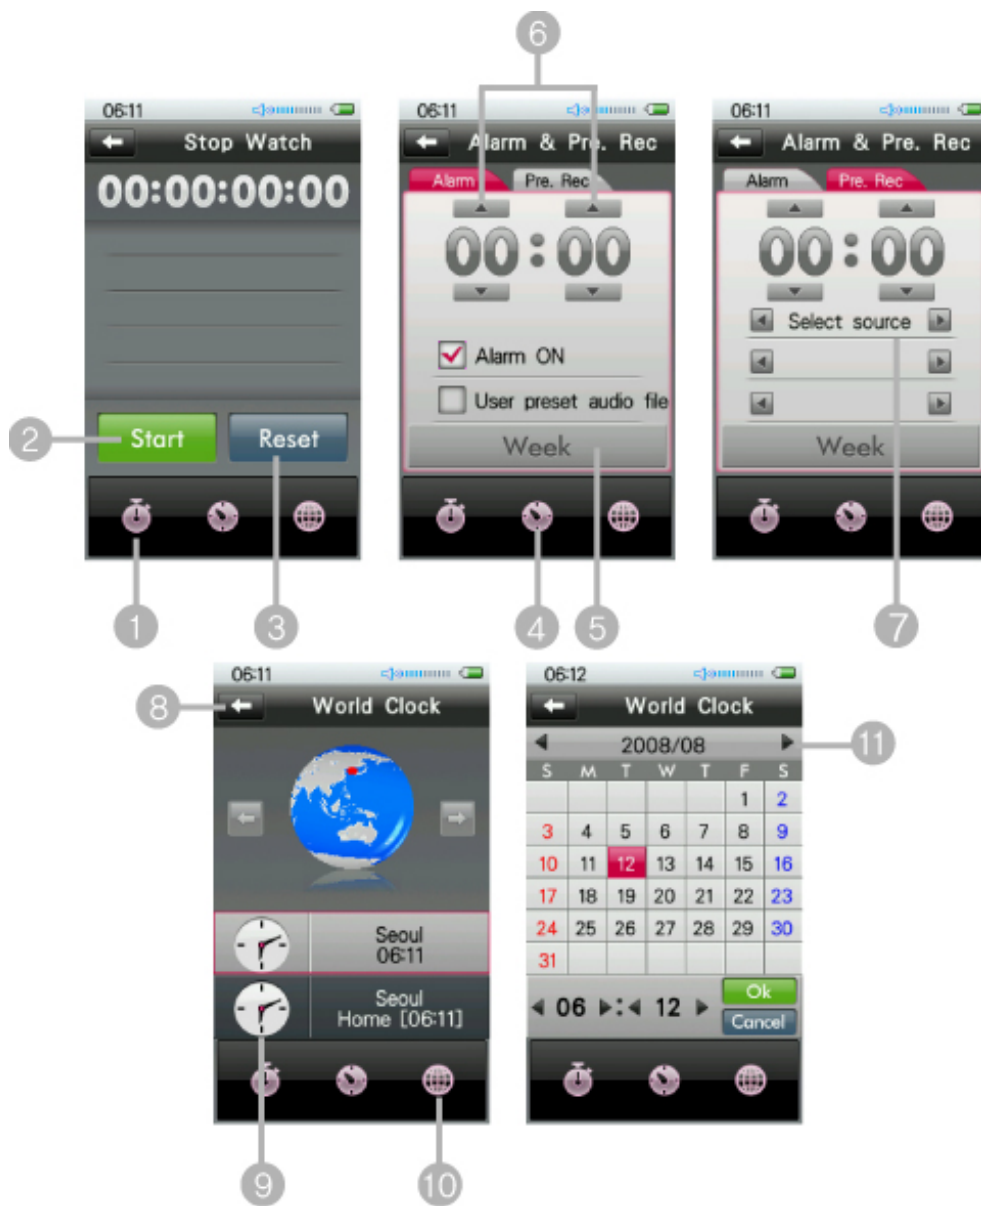 6
06:11
Stop Watch
00:00:00:00
2
Start
Reset
1
3
06:11
Alarm & Pre. Rec
Alarm
Pre. Rec
00:00
Alarm ON
User preset audio file
Week
4
5
06:11
Alarm & Pre. Rec
Alarm
Pre. Rec
00:00
Select source
Week
7
06:11
8
World Clock
Seoul
06:11
Seoul
Home [06:11]
9
10
06:12
World Clock
2008/08
11
S M T W T F S
1 2
3 4 5 6 7 8 9
10 11 12 13 14 15 16
17 18 19 20 21 22 23
24 25 26 27 28 29 30
31
06 : 12
Ok
Cancel